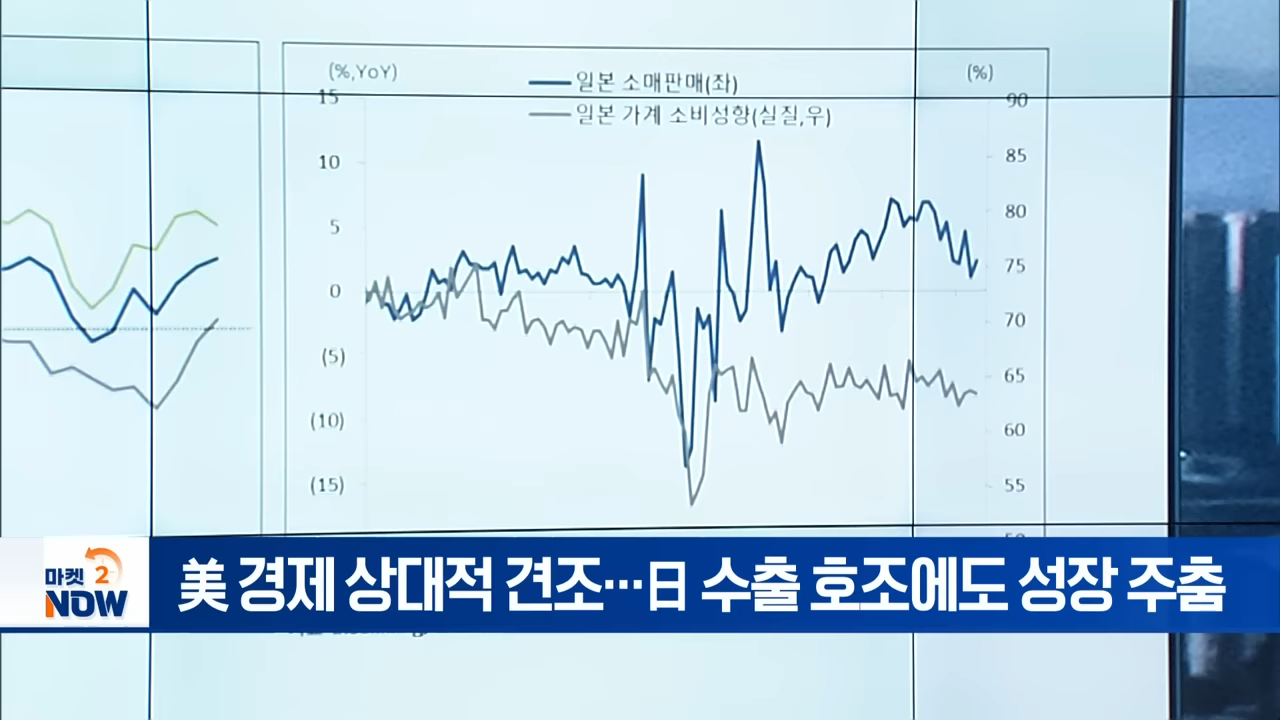 (%,YoY)
일본 소매판매(좌)
일본 가계 소비성향(실질,우)
(%)
15
10
5
0
(5)
(10)
(15)
90
85
80
75
70
65
60
55
마켓 2
NOW
美 경제 상대적 견조…日 수출 호조에도 성장 주춤